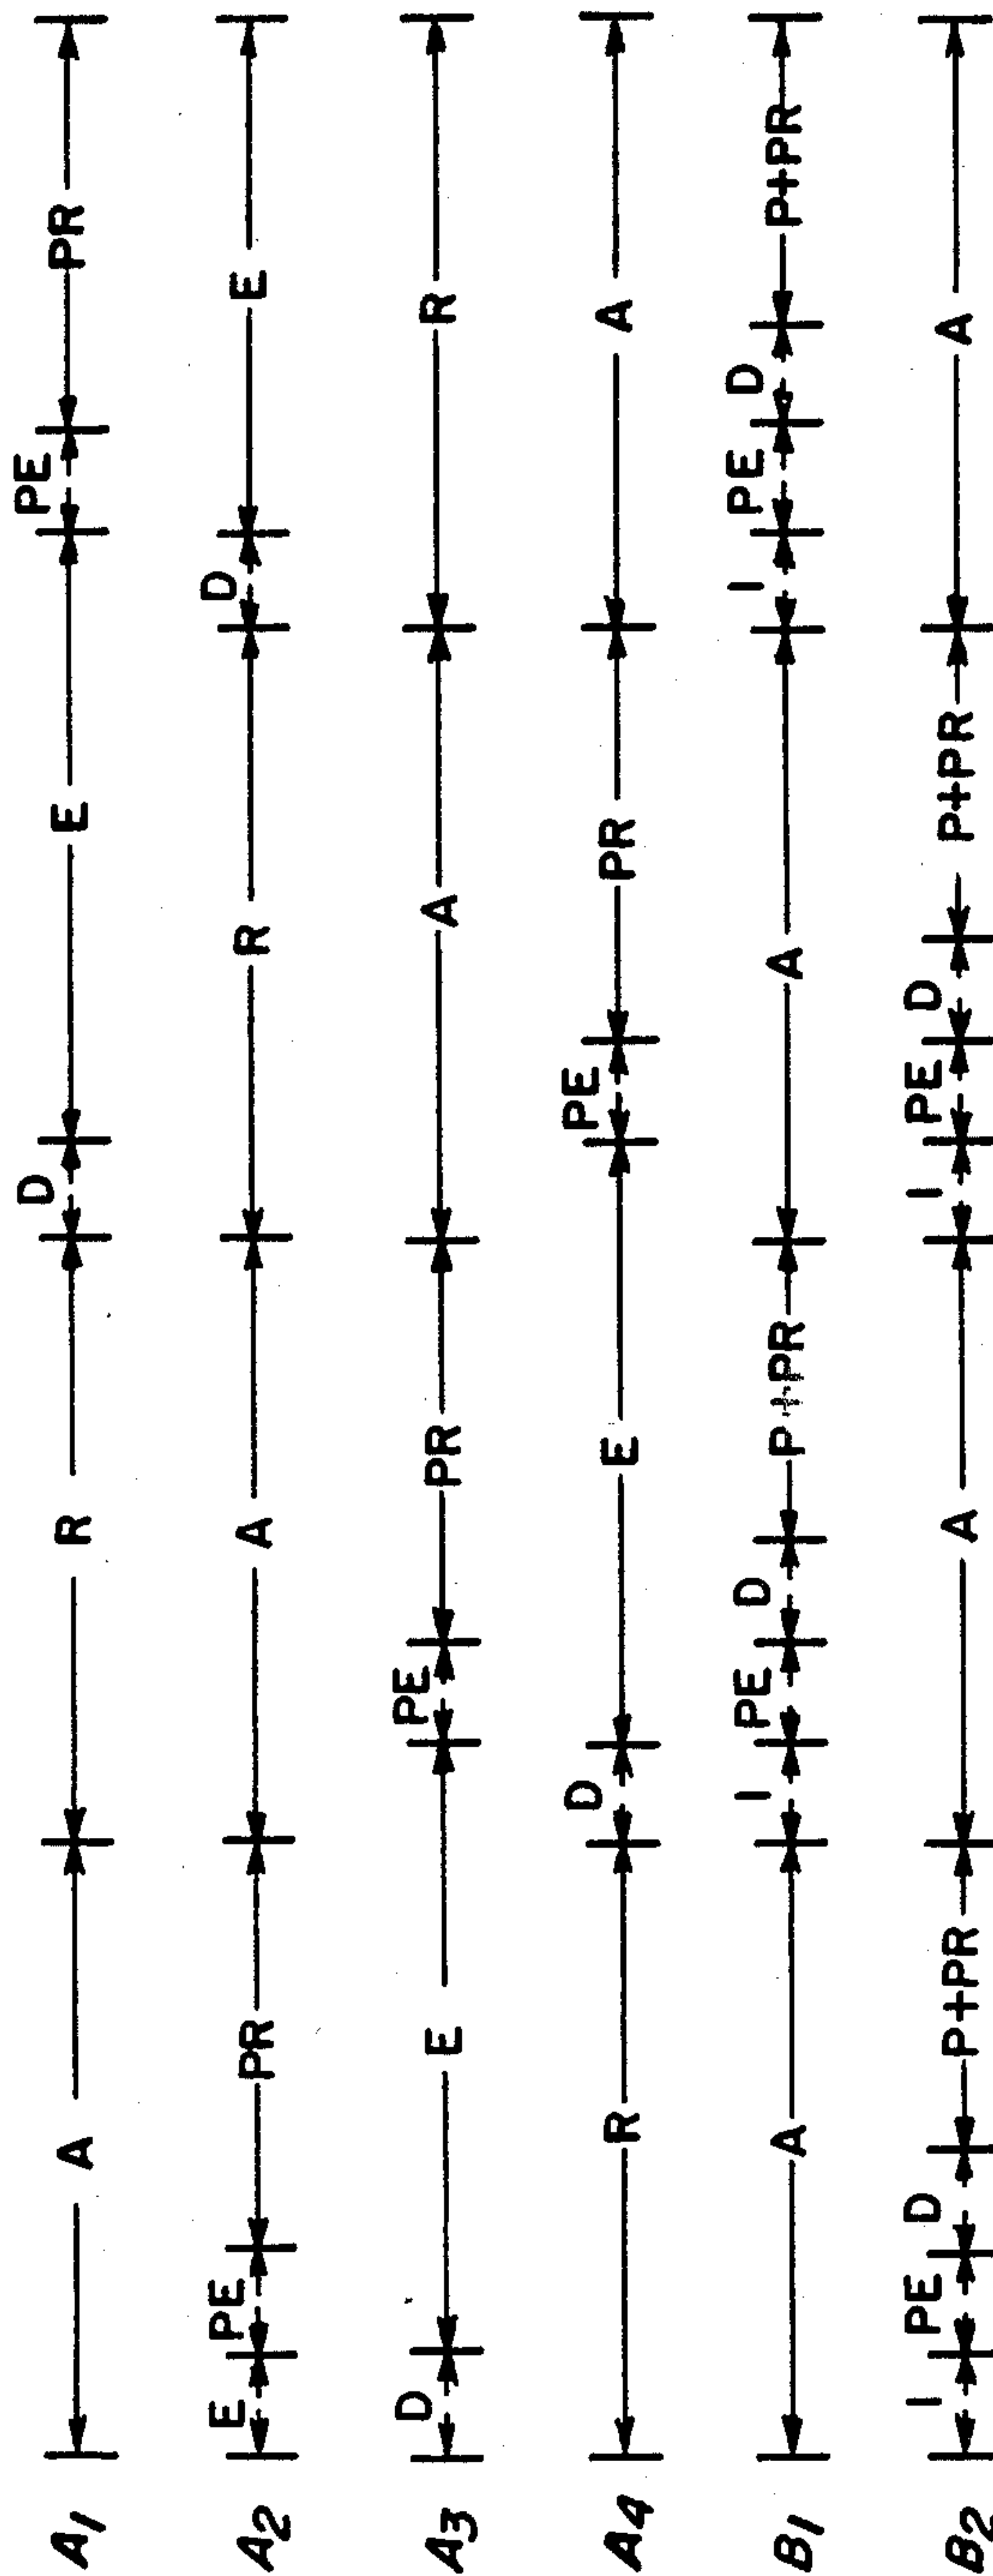 A1 A R D E PE PR
A2 E PE PR A R D E
A3 D E PE PR A R
A4 R D E PE PR A
B1 A I PE D P+PR A I PE D P+PR
B2 I PE D P+PR A I PE D P+PR A